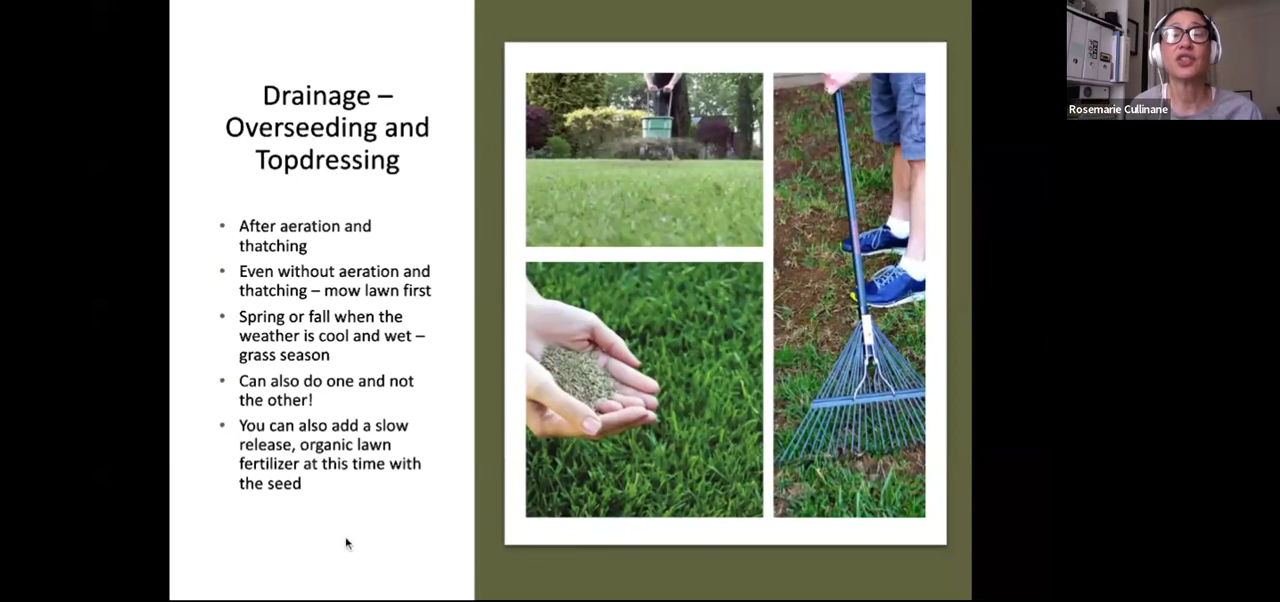 Drainage –
Overseeding and
Topdressing
• After aeration and
thatching
• Even without aeration and
thatching – mow lawn first
• Spring or fall when the
weather is cool and wet –
grass season
• Can also do one and not
the other!
• You can also add a slow
release, organic lawn
fertilizer at this time with
the seed
Rosemarie Cullinane